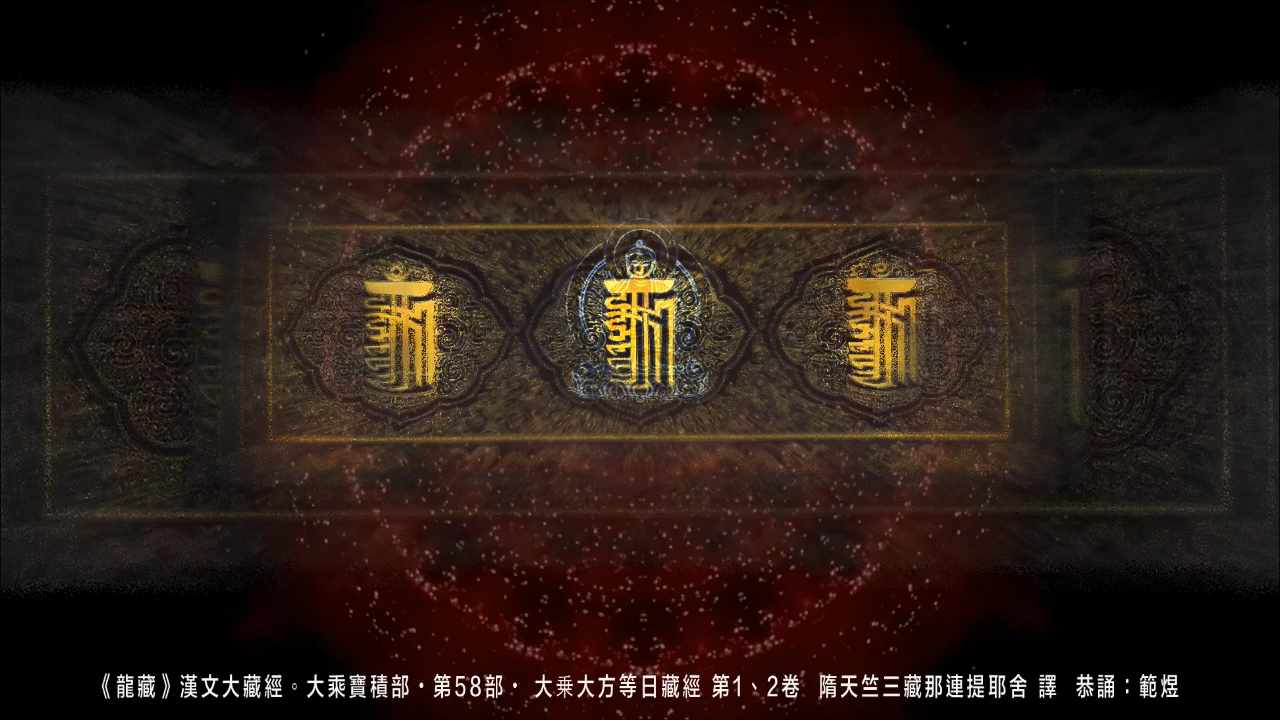 《龍藏》漢文大藏經。大乘寶積部・第58部・ 大乘大方等日藏經 第1、2卷 隋天竺三藏那連提耶舍 譯 恭誦：範煜